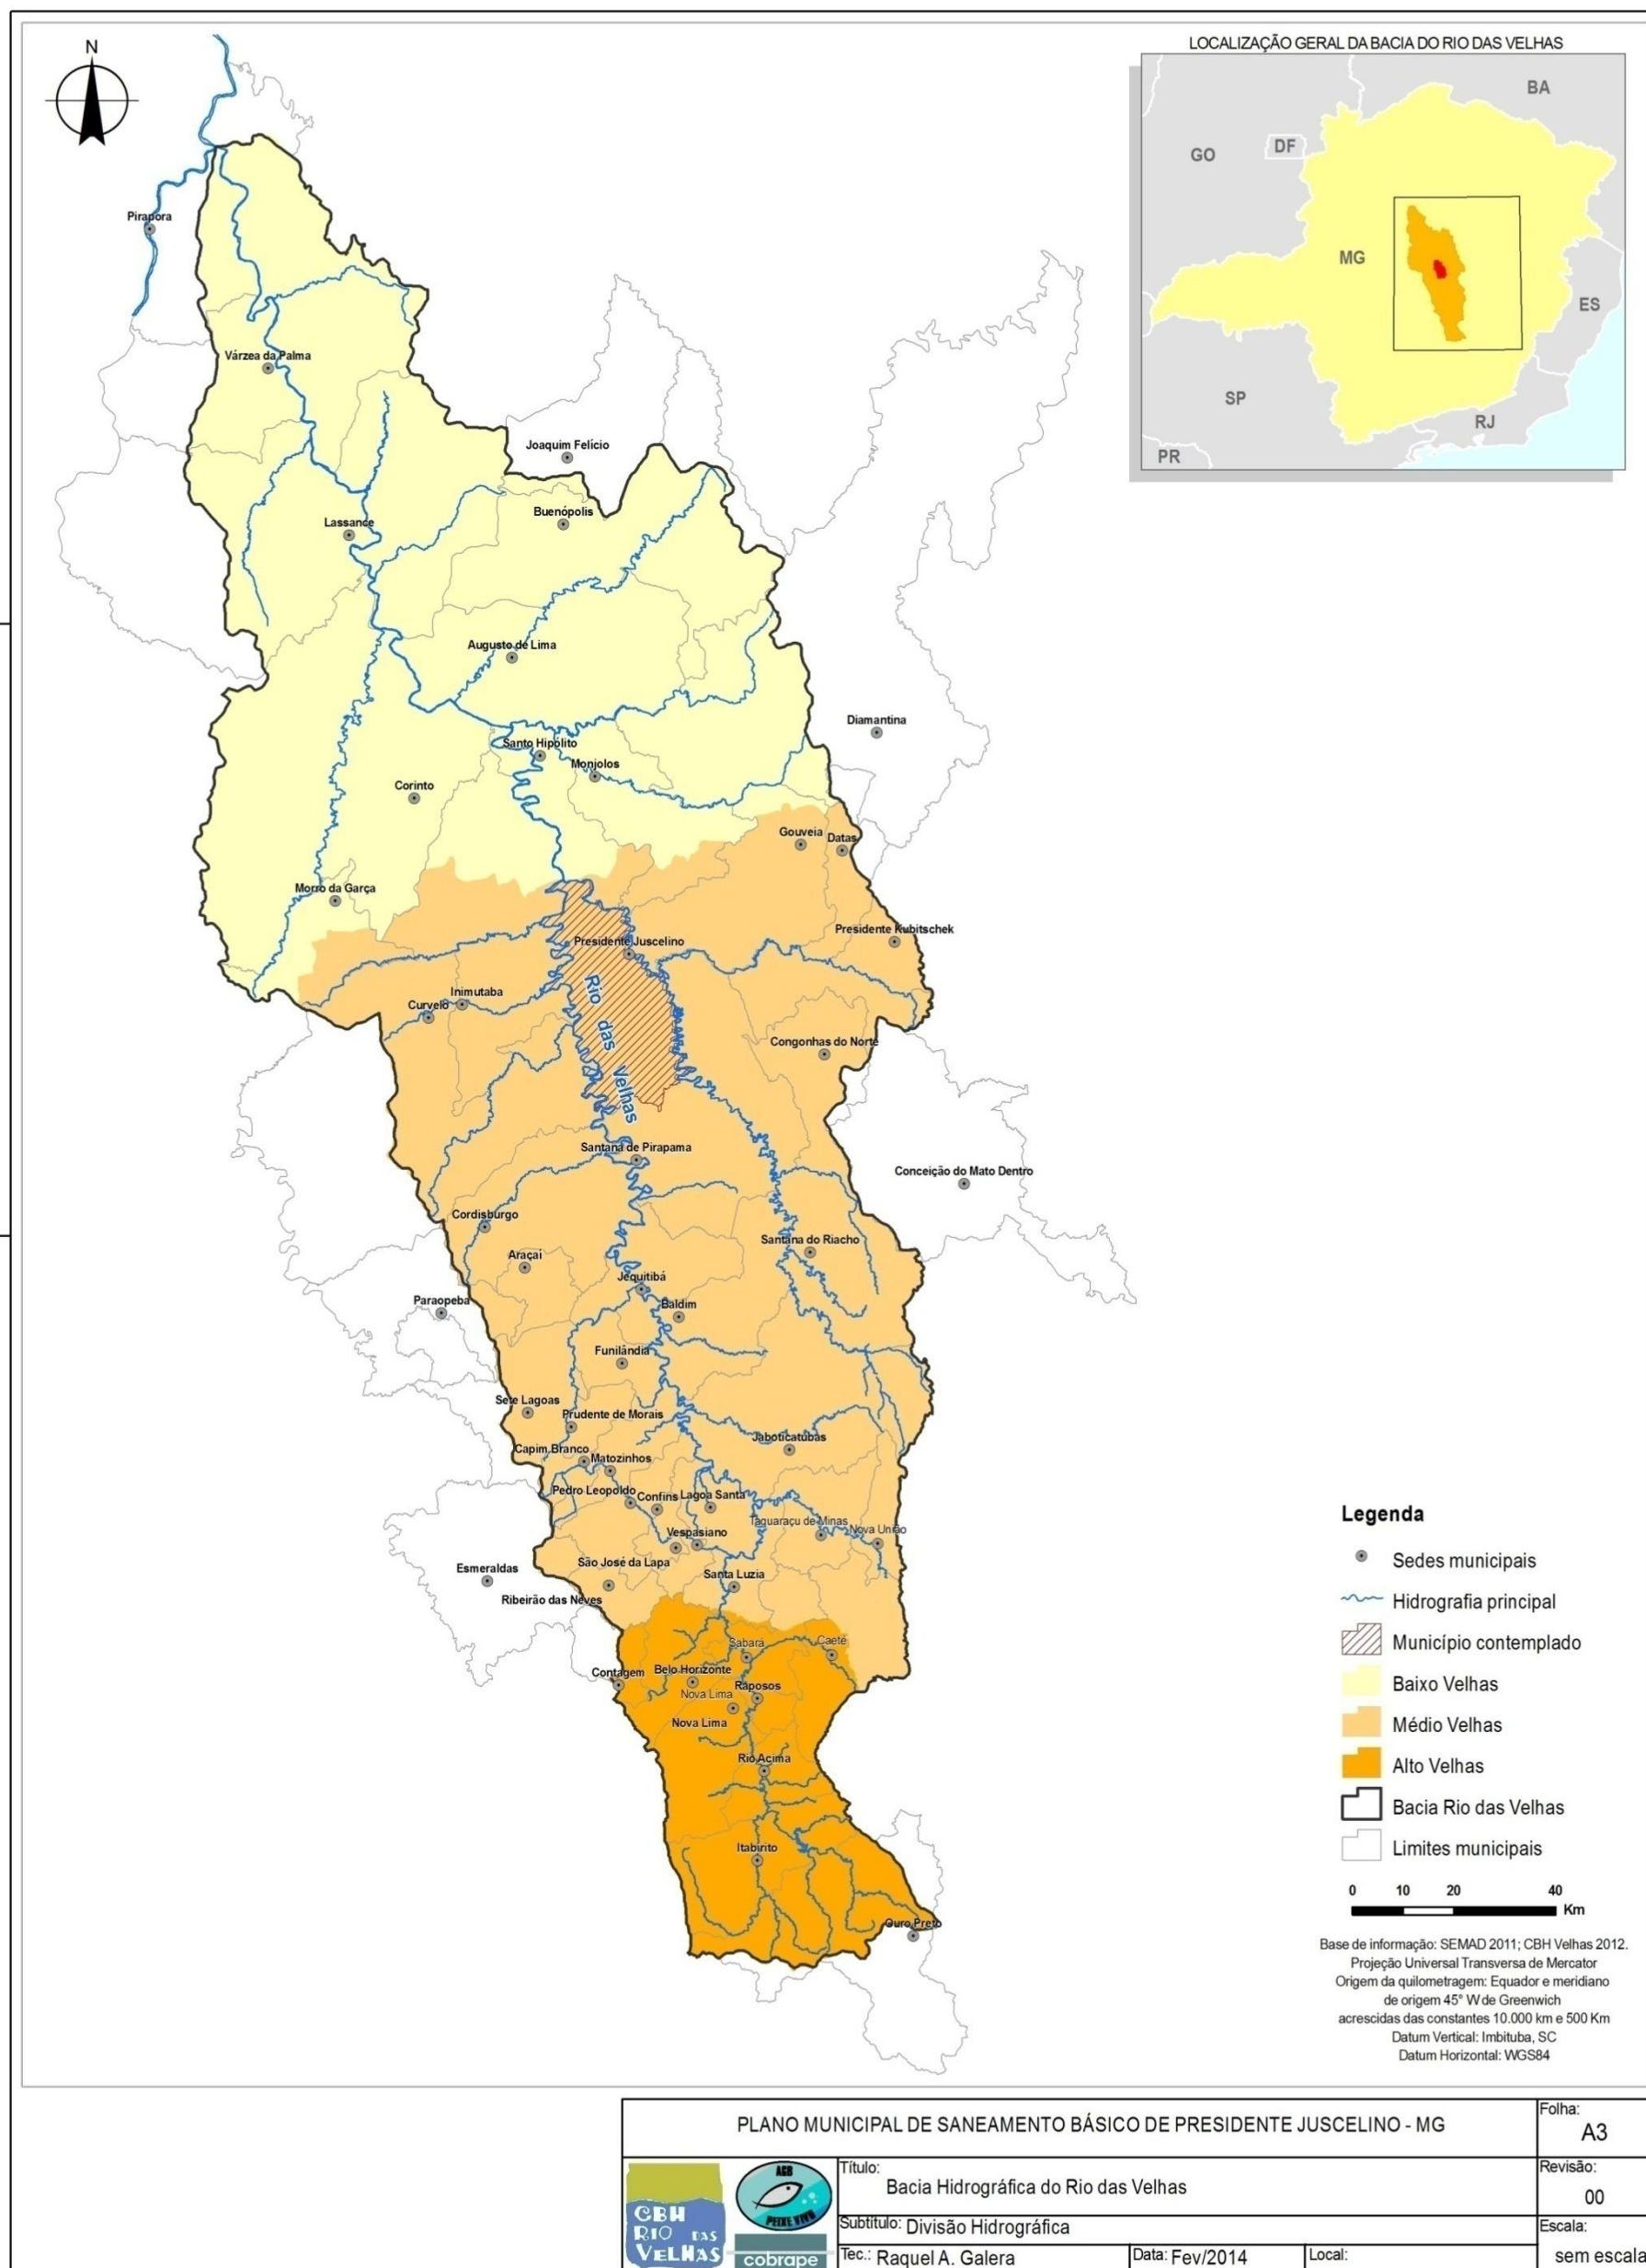 LOCALIZAÇÃO GERAL DA BACIA DO RIO DAS VELHAS
N
BA
GO
DF
MG
ES
SP
RJ
PR
Pirapora
Várzea da Palma
Joaquim Felício
Buenópolis
Lassance
Augusto de Lima
Diamantina
Santo Hipólito
Monjolos
Corinto
Gouveia
Datas
Morro da Garça
Presidente Kubitschek
Presidente Juscelino
Rio das Velhas
Inimutaba
Curvelo
Congonhas do Norte
Santana de Pirapama
Conceição do Mato Dentro
Cordisburgo
Santana do Riacho
Araçaí
Jequitibá
Paraopeba
Baldim
Funilândia
Sete Lagoas
Prudente de Morais
Jaboticatubas
Capim Branco
Matozinhos
Pedro Leopoldo
Confins
Lagoa Santa
Taquaraçu de Minas
Nova União
Vespasiano
São José da Lapa
Esmeraldas
Santa Luzia
Ribeirão das Neves
Sabará
Caeté
Contagem
Belo Horizonte
Raposos
Nova Lima
Nova Lima
Rio Acima
Itabirito
Ouro Preto
Legenda
Sedes municipais
Hidrografia principal
Município contemplado
Baixo Velhas
Médio Velhas
Alto Velhas
Bacia Rio das Velhas
Limites municipais
0 10 20 40
Km
Base de informação: SEMAD 2011; CBH Velhas 2012.
Projeção Universal Transversa de Mercator
Origem da quilometragem: Equador e meridiano
de origem 45° W de Greenwich
acrescidas das constantes 10.000 km e 500 Km
Datum Vertical: Imbituba, SC
Datum Horizontal: WGS84
PLANO MUNICIPAL DE SANEAMENTO BÁSICO DE PRESIDENTE JUSCELINO - MG
Folha:
A3
Título:
Bacia Hidrográfica do Rio das Velhas
Revisão:
00
Subtítulo: Divisão Hidrográfica
Escala:
sem escala
Tec.: Raquel A. Galera
Data: Fev/2014
Local:
CBH
RIO DAS
VELHAS
AGB
PEIXE VIVO
cobrape